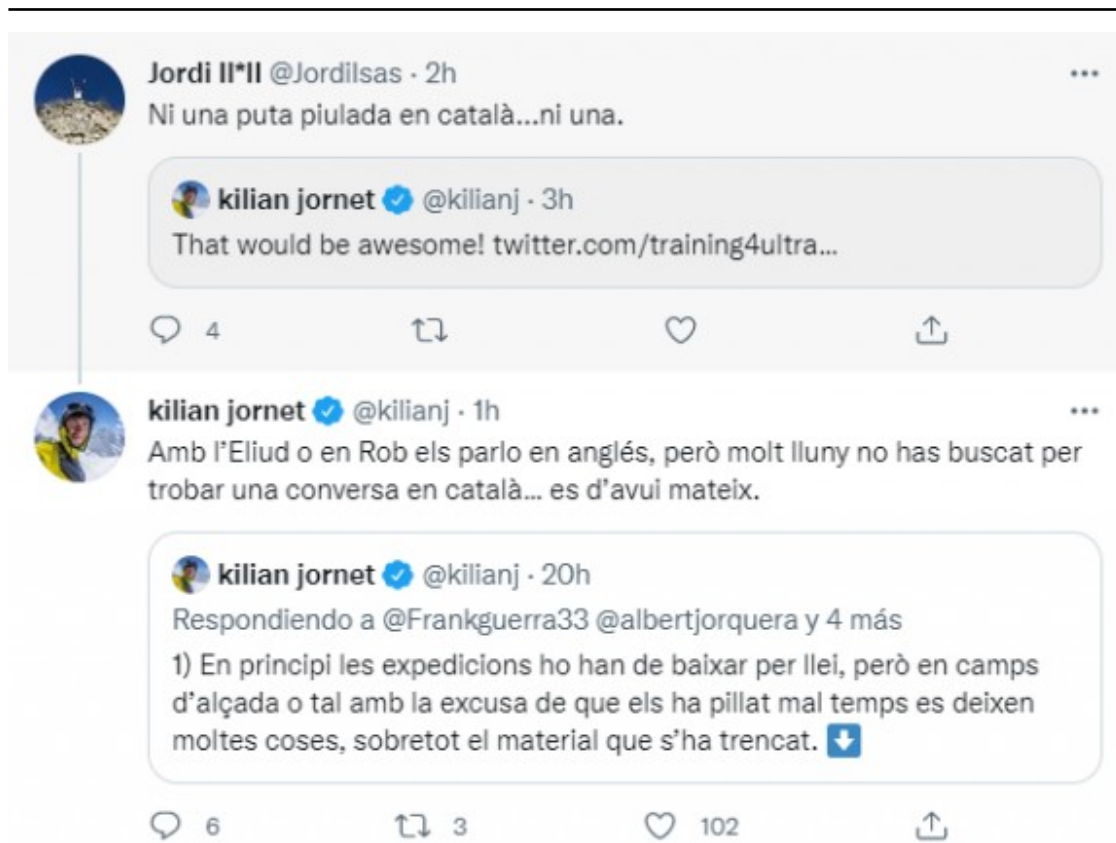 Jordi ll*ll @Jordilsas · 2h
Ni una puta piulada en català...ni una.
kilian jornet @kilianj · 3h
That would be awesome! twitter.com/training4ultra...
4
kilian jornet @kilianj · 1h
Amb l'Eliud o en Rob els parlo en anglés, però molt lluny no has buscat per
trobar una conversa en català... es d'avui mateix.
kilian jornet @kilianj · 20h
Respondiendo a @Frankguerra33 @albertjorquera y 4 más
1) En principi les expedicions ho han de baixar per llei, però en camps
d'alçada o tal amb la excusa de que els ha pillat mal temps es deixen
moltes coses, sobretot el material que s'ha trencat. ⬇️
6 3 102